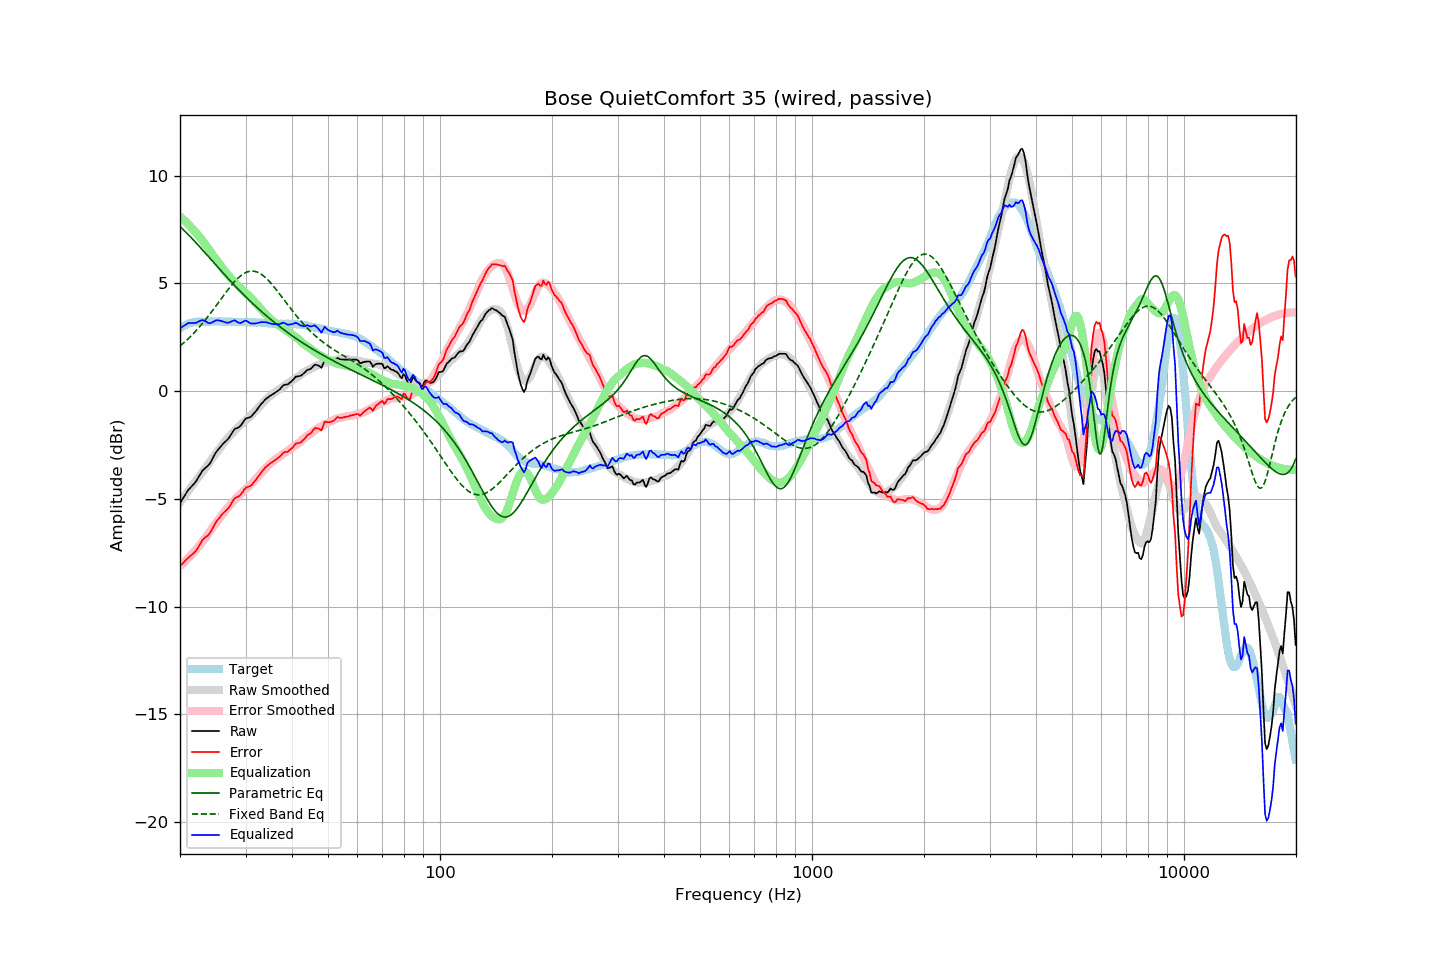 Bose QuietComfort 35 (wired, passive)
10
5
0
−5
−10
−15
−20
Amplitude (dBr)
Target
Raw Smoothed
Error Smoothed
Raw
Error
Equalization
Parametric Eq
Fixed Band Eq
Equalized
100
1000
10000
Frequency (Hz)